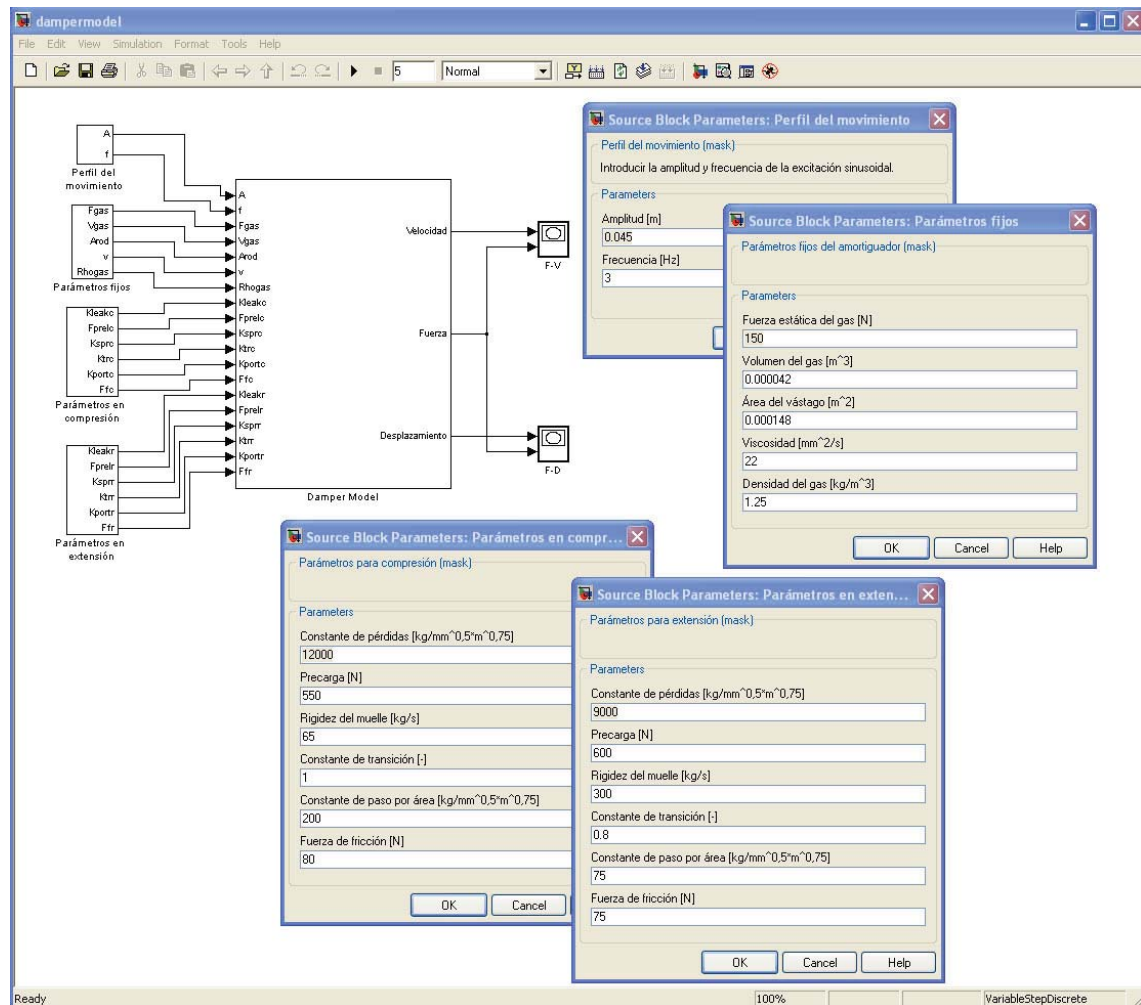 dampermodel
File Edit View Simulation Format Tools Help
5 Normal
A
f
Perfil del
movimiento
Fgas
Vgas
Arod
v
Rhogas
Parámetros fijos
Kleakc
Fprelc
Ksprc
Ktrc
Kportc
Ffc
Parámetros en
compresión
Kleakr
Fprelr
Ksprr
Ktrr
Kportr
Ffr
Parámetros en
extensión
A
f
Fgas
Vgas
Arod
v
Rhogas
Kleakc
Fprelc
Ksprc
Ktrc
Kportc
Ffc
Kleakr
Fprelr
Ksprr
Ktrr
Kportr
Ffr
Velocidad
Fuerza
Desplazamiento
Damper Model
F-V
F-D
Source Block Parameters: Perfil del movimiento
Perfil del movimiento (mask)
Introducir la amplitud y frecuencia de la excitación sinusoidal.
Parameters
Amplitud [m]
0.045
Frecuencia [Hz]
3
Source Block Parameters: Parámetros fijos
Parámetros fijos del amortiguador (mask)
Parameters
Fuerza estática del gas [N]
150
Volumen del gas [m^3]
0.000042
Área del vástago [m^2]
0.000148
Viscosidad [mm^2/s]
22
Densidad del gas [kg/m^3]
1.25
OK Cancel Help
Source Block Parameters: Parámetros en compr...
Parámetros para compresión (mask)
Parameters
Constante de pérdidas [kg/mm^0,5*m^0,75]
12000
Precarga [N]
550
Rigidez del muelle [kg/s]
65
Constante de transición [-]
1
Constante de paso por área [kg/mm^0,5*m^0,75]
200
Fuerza de fricción [N]
80
OK Cancel
Source Block Parameters: Parámetros en exten...
Parámetros para extensión (mask)
Parameters
Constante de pérdidas [kg/mm^0,5*m^0,75]
9000
Precarga [N]
600
Rigidez del muelle [kg/s]
300
Constante de transición [-]
0.8
Constante de paso por área [kg/mm^0,5*m^0,75]
75
Fuerza de fricción [N]
75
OK Cancel Help
Ready 100% VariableStepDiscrete